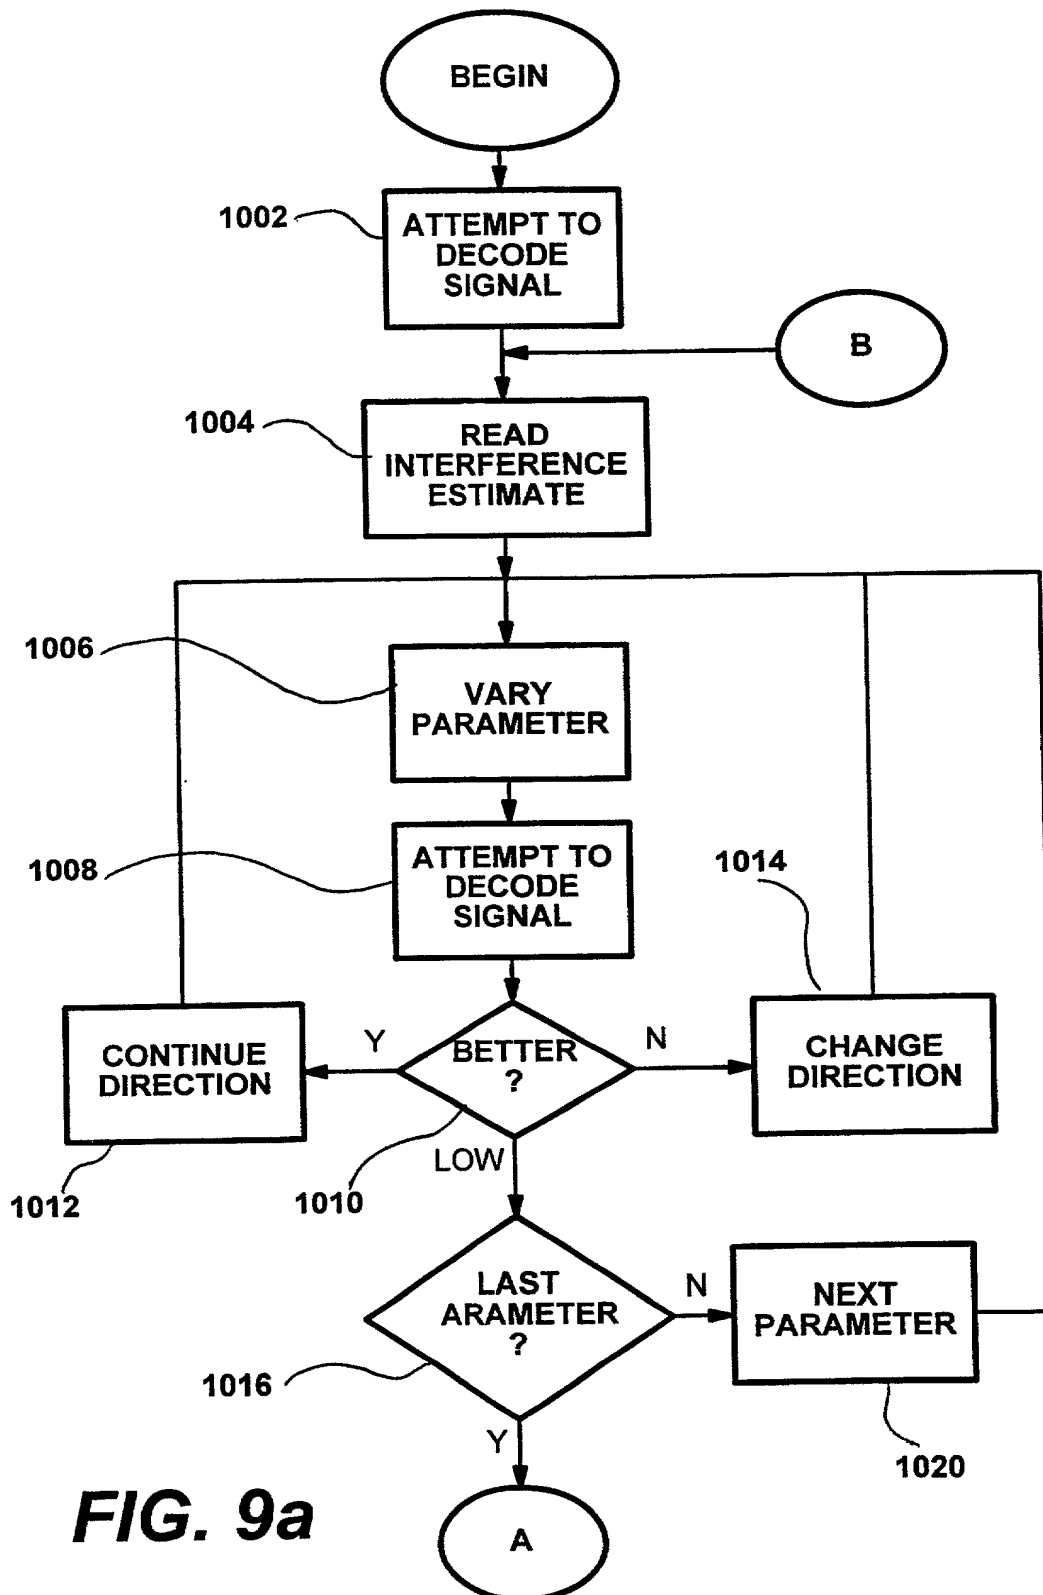 BEGIN
1002
ATTEMPT TO
DECODE
SIGNAL
B
1004
READ
INTERFERENCE
ESTIMATE
1006
VARY
PARAMETER
1008
ATTEMPT TO
DECODE
SIGNAL
1014
CONTINUE
DIRECTION
Y
BETTER
?
N
CHANGE
DIRECTION
1012
1010
LOW
LAST
ARAMETER
?
N
NEXT
PARAMETER
1016
Y
1020
FIG. 9a
A